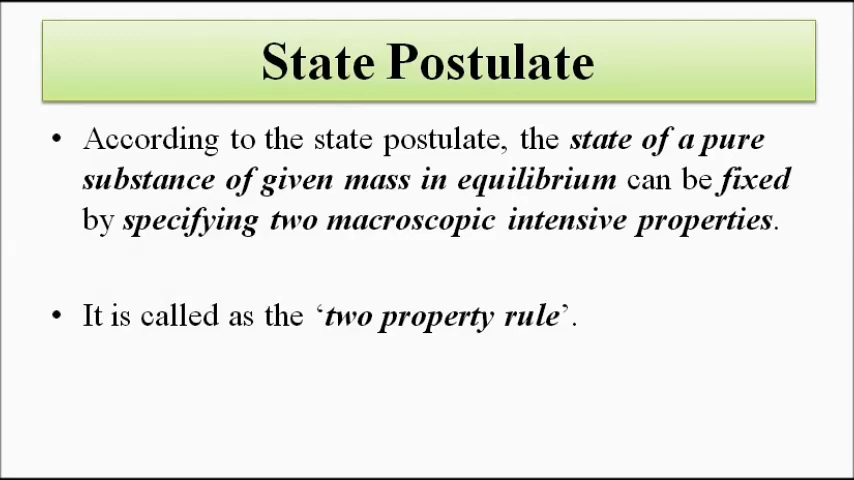 State Postulate
• According to the state postulate, the state of a pure
substance of given mass in equilibrium can be fixed
by specifying two macroscopic intensive properties.
• It is called as the ‘two property rule’.